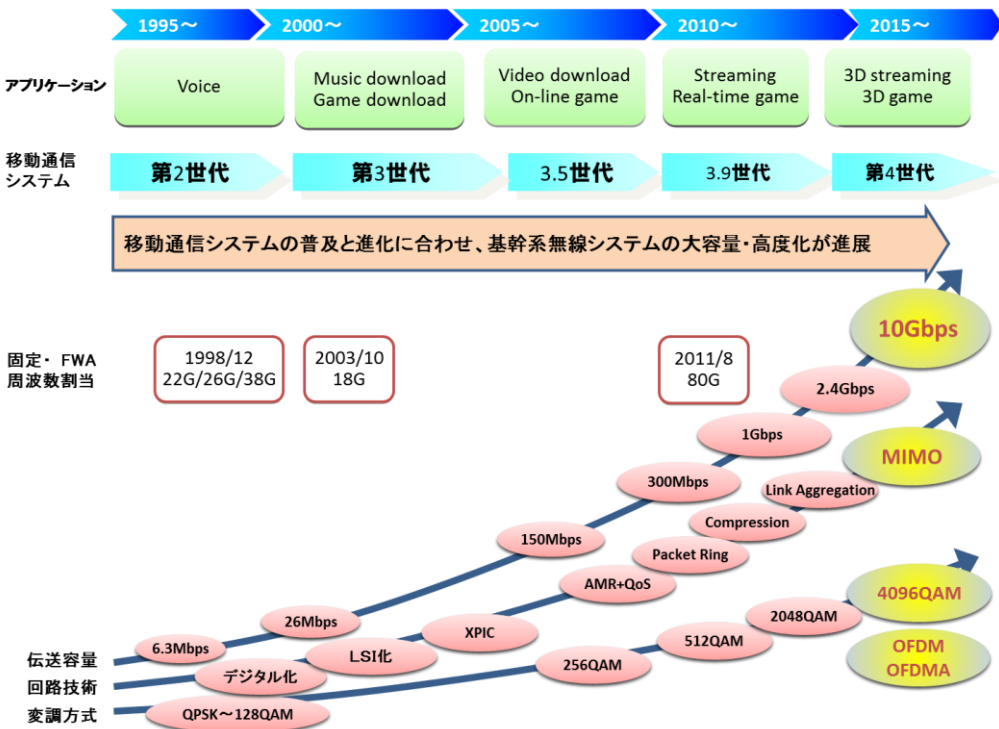 1995～
2000～
2005～
2010～
2015～
アプリケーション
Voice
Music download
Game download
Video download
On-line game
Streaming
Real-time game
3D streaming
3D game
移動通信
システム
第2世代
第3世代
3.5世代
3.9世代
第4世代
移動通信システムの普及と進化に合わせ、基幹系無線システムの大容量・高度化が進展
固定・ FWA
周波数割当
1998/12
22G/26G/38G
2003/10
18G
2011/8
80G
伝送容量
6.3Mbps
26Mbps
150Mbps
300Mbps
1Gbps
2.4Gbps
10Gbps
回路技術
デジタル化
LSI化
XPIC
AMR+QoS
Packet Ring
Compression
Link Aggregation
MIMO
変調方式
QPSK～128QAM
256QAM
512QAM
2048QAM
4096QAM
OFDM
OFDMA